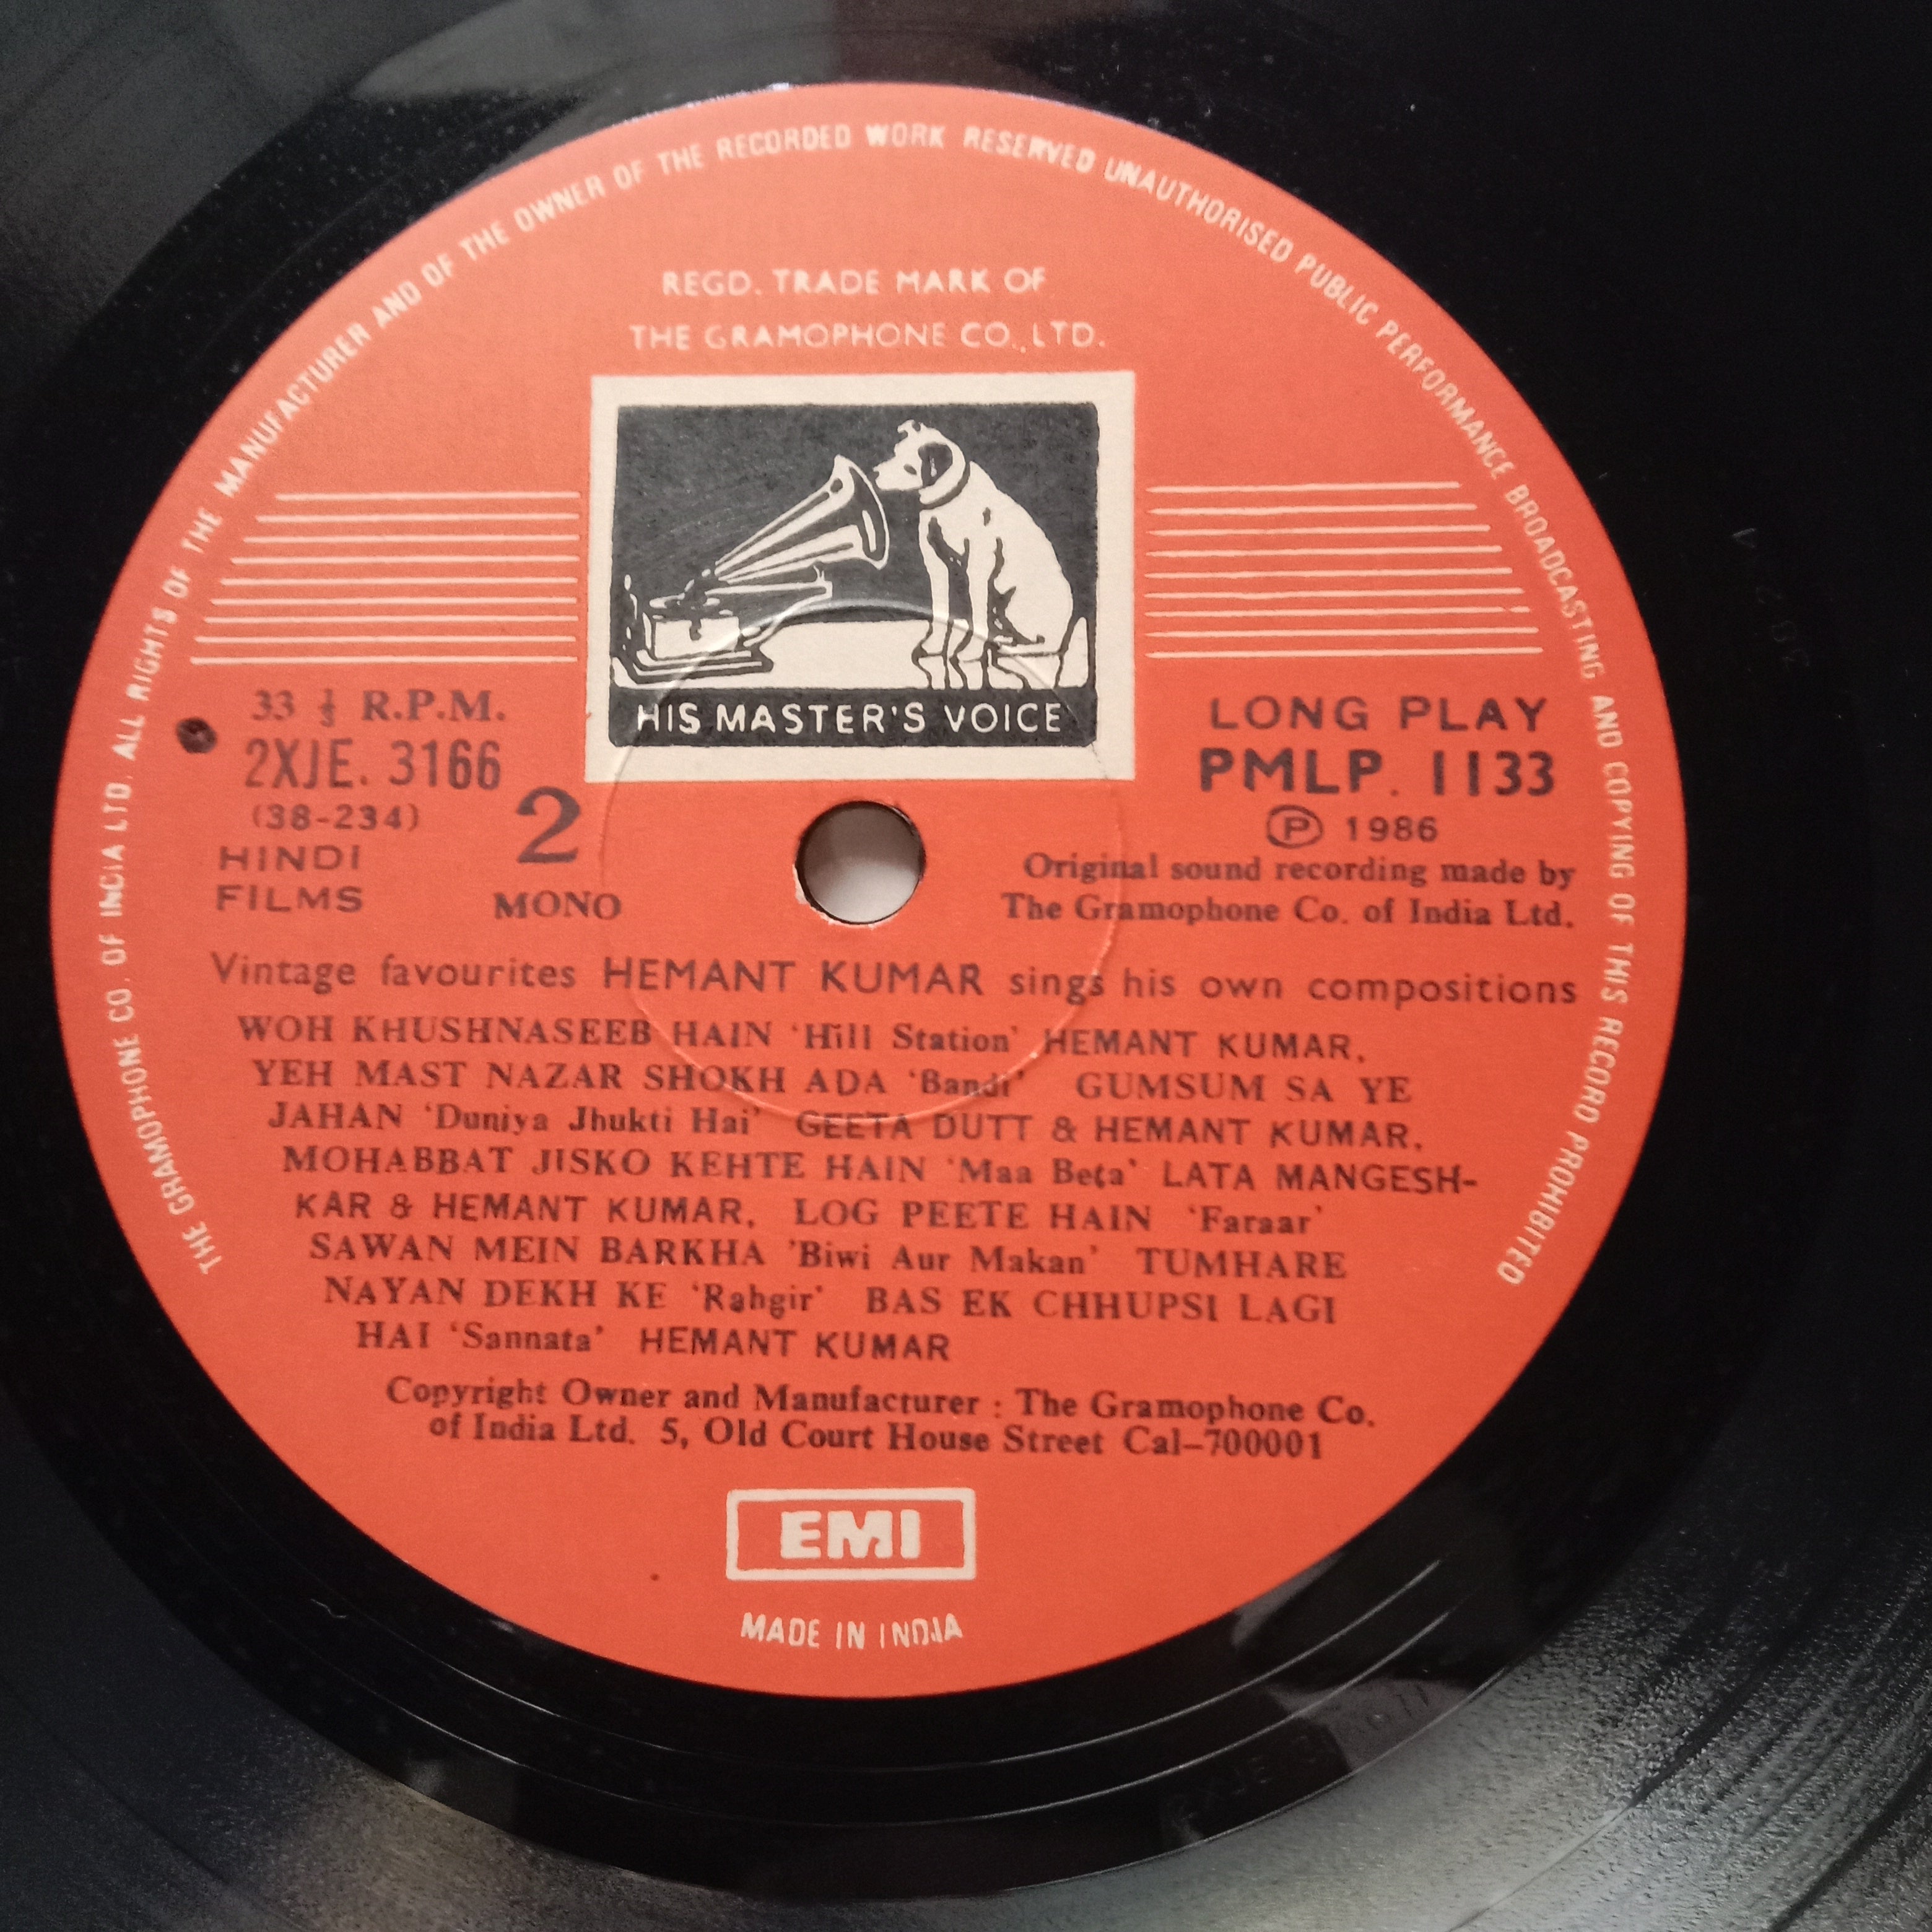 THE GRAMOPHONE CO. OF INDIA LTD. ALL RIGHTS OF THE MANUFACTURER AND OF THE OWNER OF THE RECORDED WORK RESERVED UNAUTHORISED PUBLIC PERFORMANCE BROADCASTING AND COPYING OF THIS RECORD PROHIBITED
REGD. TRADE MARK OF
THE GRAMOPHONE CO. LTD.
HIS MASTER'S VOICE
33 ⅓ R.P.M.
2XJE. 3166
(38-234)
HINDI
FILMS
2
MONO
LONG PLAY
PMLP. 1133
Ⓟ 1986
Original sound recording made by
The Gramophone Co. of India Ltd.
Vintage favourites HEMANT KUMAR sings his own compositions
WOH KHUSHNASEEB HAIN 'Hill Station' HEMANT KUMAR,
YEH MAST NAZAR SHOKH ADA 'Bandi' GUMSUM SA YE
JAHAN 'Duniya Jhukti Hai' GEETA DUTT & HEMANT KUMAR,
MOHABBAT JISKO KEHTE HAIN 'Maa Beta' LATA MANGESH-
KAR & HEMANT KUMAR, LOG PEETE HAIN 'Faraar'
SAWAN MEIN BARKHA 'Biwi Aur Makan' TUMHARE
NAYAN DEKH KE 'Rahgir' BAS EK CHHUPSI LAGI
HAI 'Sannata' HEMANT KUMAR
Copyright Owner and Manufacturer : The Gramophone Co.
of India Ltd. 5, Old Court House Street Cal-700001
EMI
MADE IN INDIA